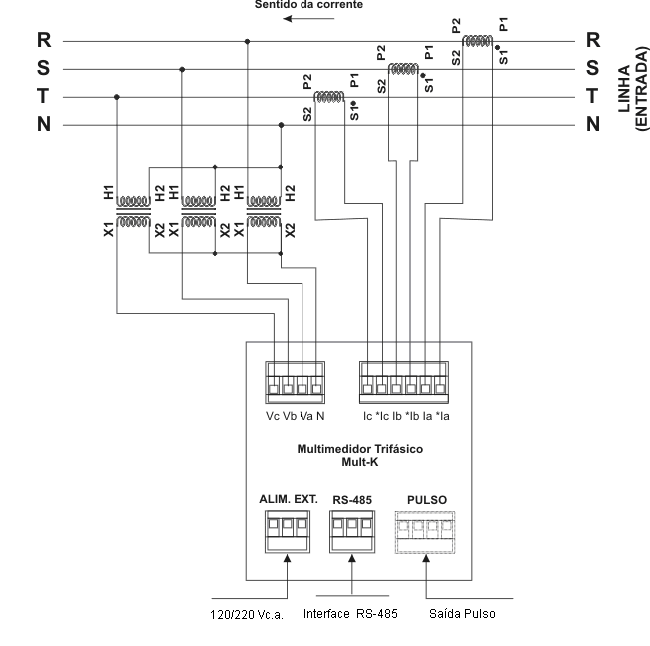 Sentido da corrente
R
S
T
N
P2
P1
S2
S1
P2
P1
S2
S1
P2
P1
S2
S1
R
S
T
N
LINHA
(ENTRADA)
H1
H2
H1
H2
H1
H2
X1
X2
X1
X2
X1
X2
Vc Vb Va N
Ic *Ic Ib *Ib Ia *Ia
Multimedidor Trifásico
Mult-K
ALIM. EXT.
RS-485
PULSO
120/220 Vc.a.
Interface RS-485
Saída Pulso